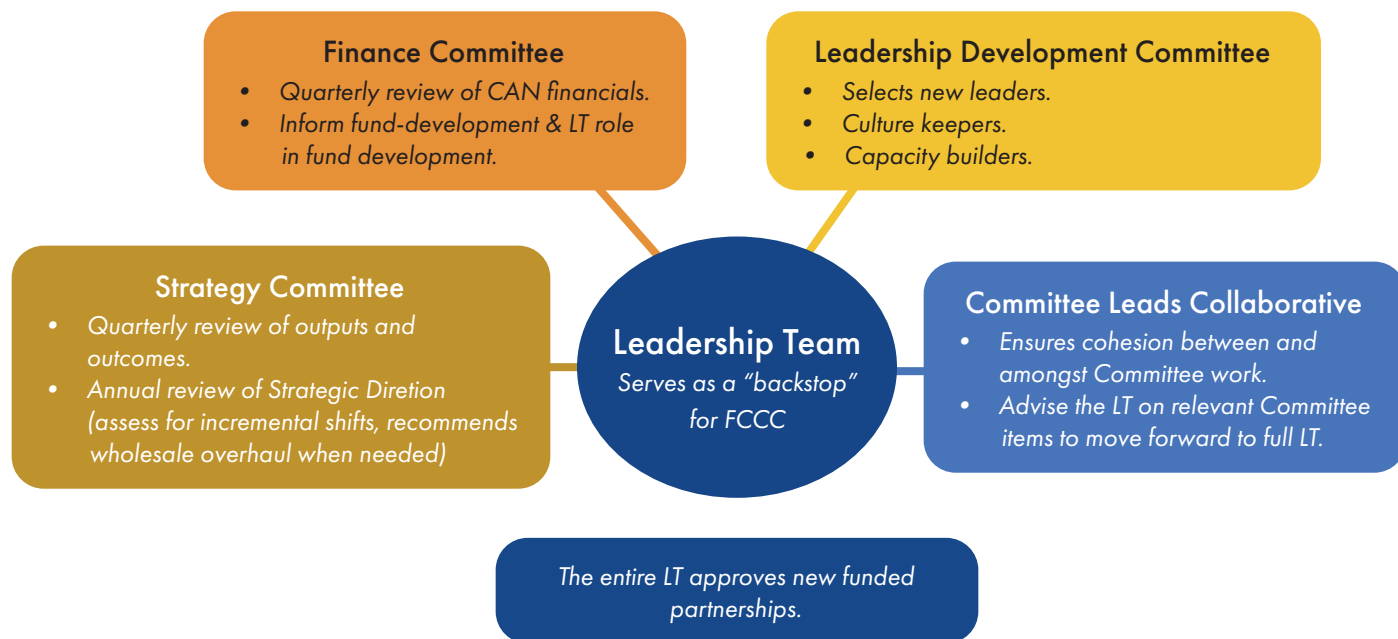 Finance Committee
• Quarterly review of CAN financials.
• Inform fund-development & LT role
in fund development.
Leadership Development Committee
• Selects new leaders.
• Culture keepers.
• Capacity builders.
Strategy Committee
• Quarterly review of outputs and
outcomes.
• Annual review of Strategic Diretion
(assess for incremental shifts, recommends
wholesale overhaul when needed)
Leadership Team
Serves as a “backstop”
for FCCC
Committee Leads Collaborative
• Ensures cohesion between and
amongst Committee work.
• Advise the LT on relevant Committee
items to move forward to full LT.
The entire LT approves new funded
partnerships.